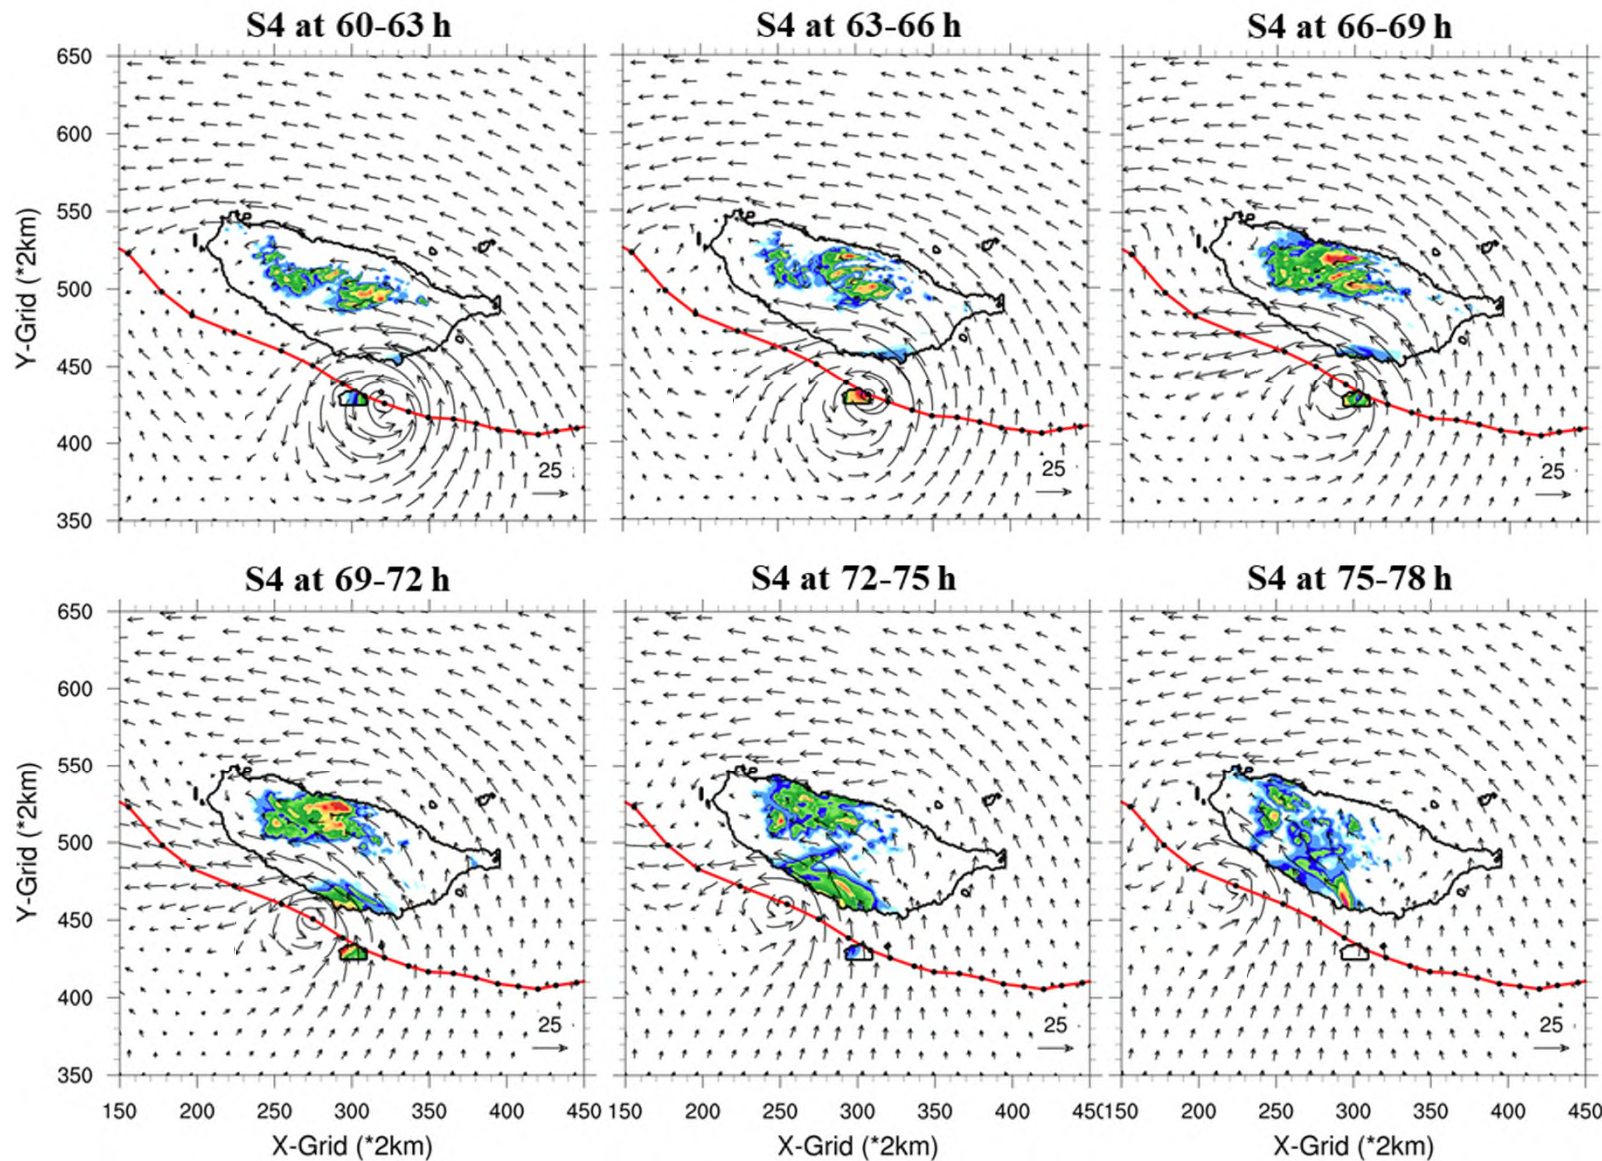 S4 at 60-63 h
S4 at 63-66 h
S4 at 66-69 h
650
600
550
500
450
400
350
Y-Grid (*2km)
25
25
25
S4 at 69-72 h
S4 at 72-75 h
S4 at 75-78 h
650
600
550
500
450
400
350
Y-Grid (*2km)
25
25
25
150 200 250 300 350 400 450
150 200 250 300 350 400 450
150 200 250 300 350 400 450
X-Grid (*2km)
X-Grid (*2km)
X-Grid (*2km)